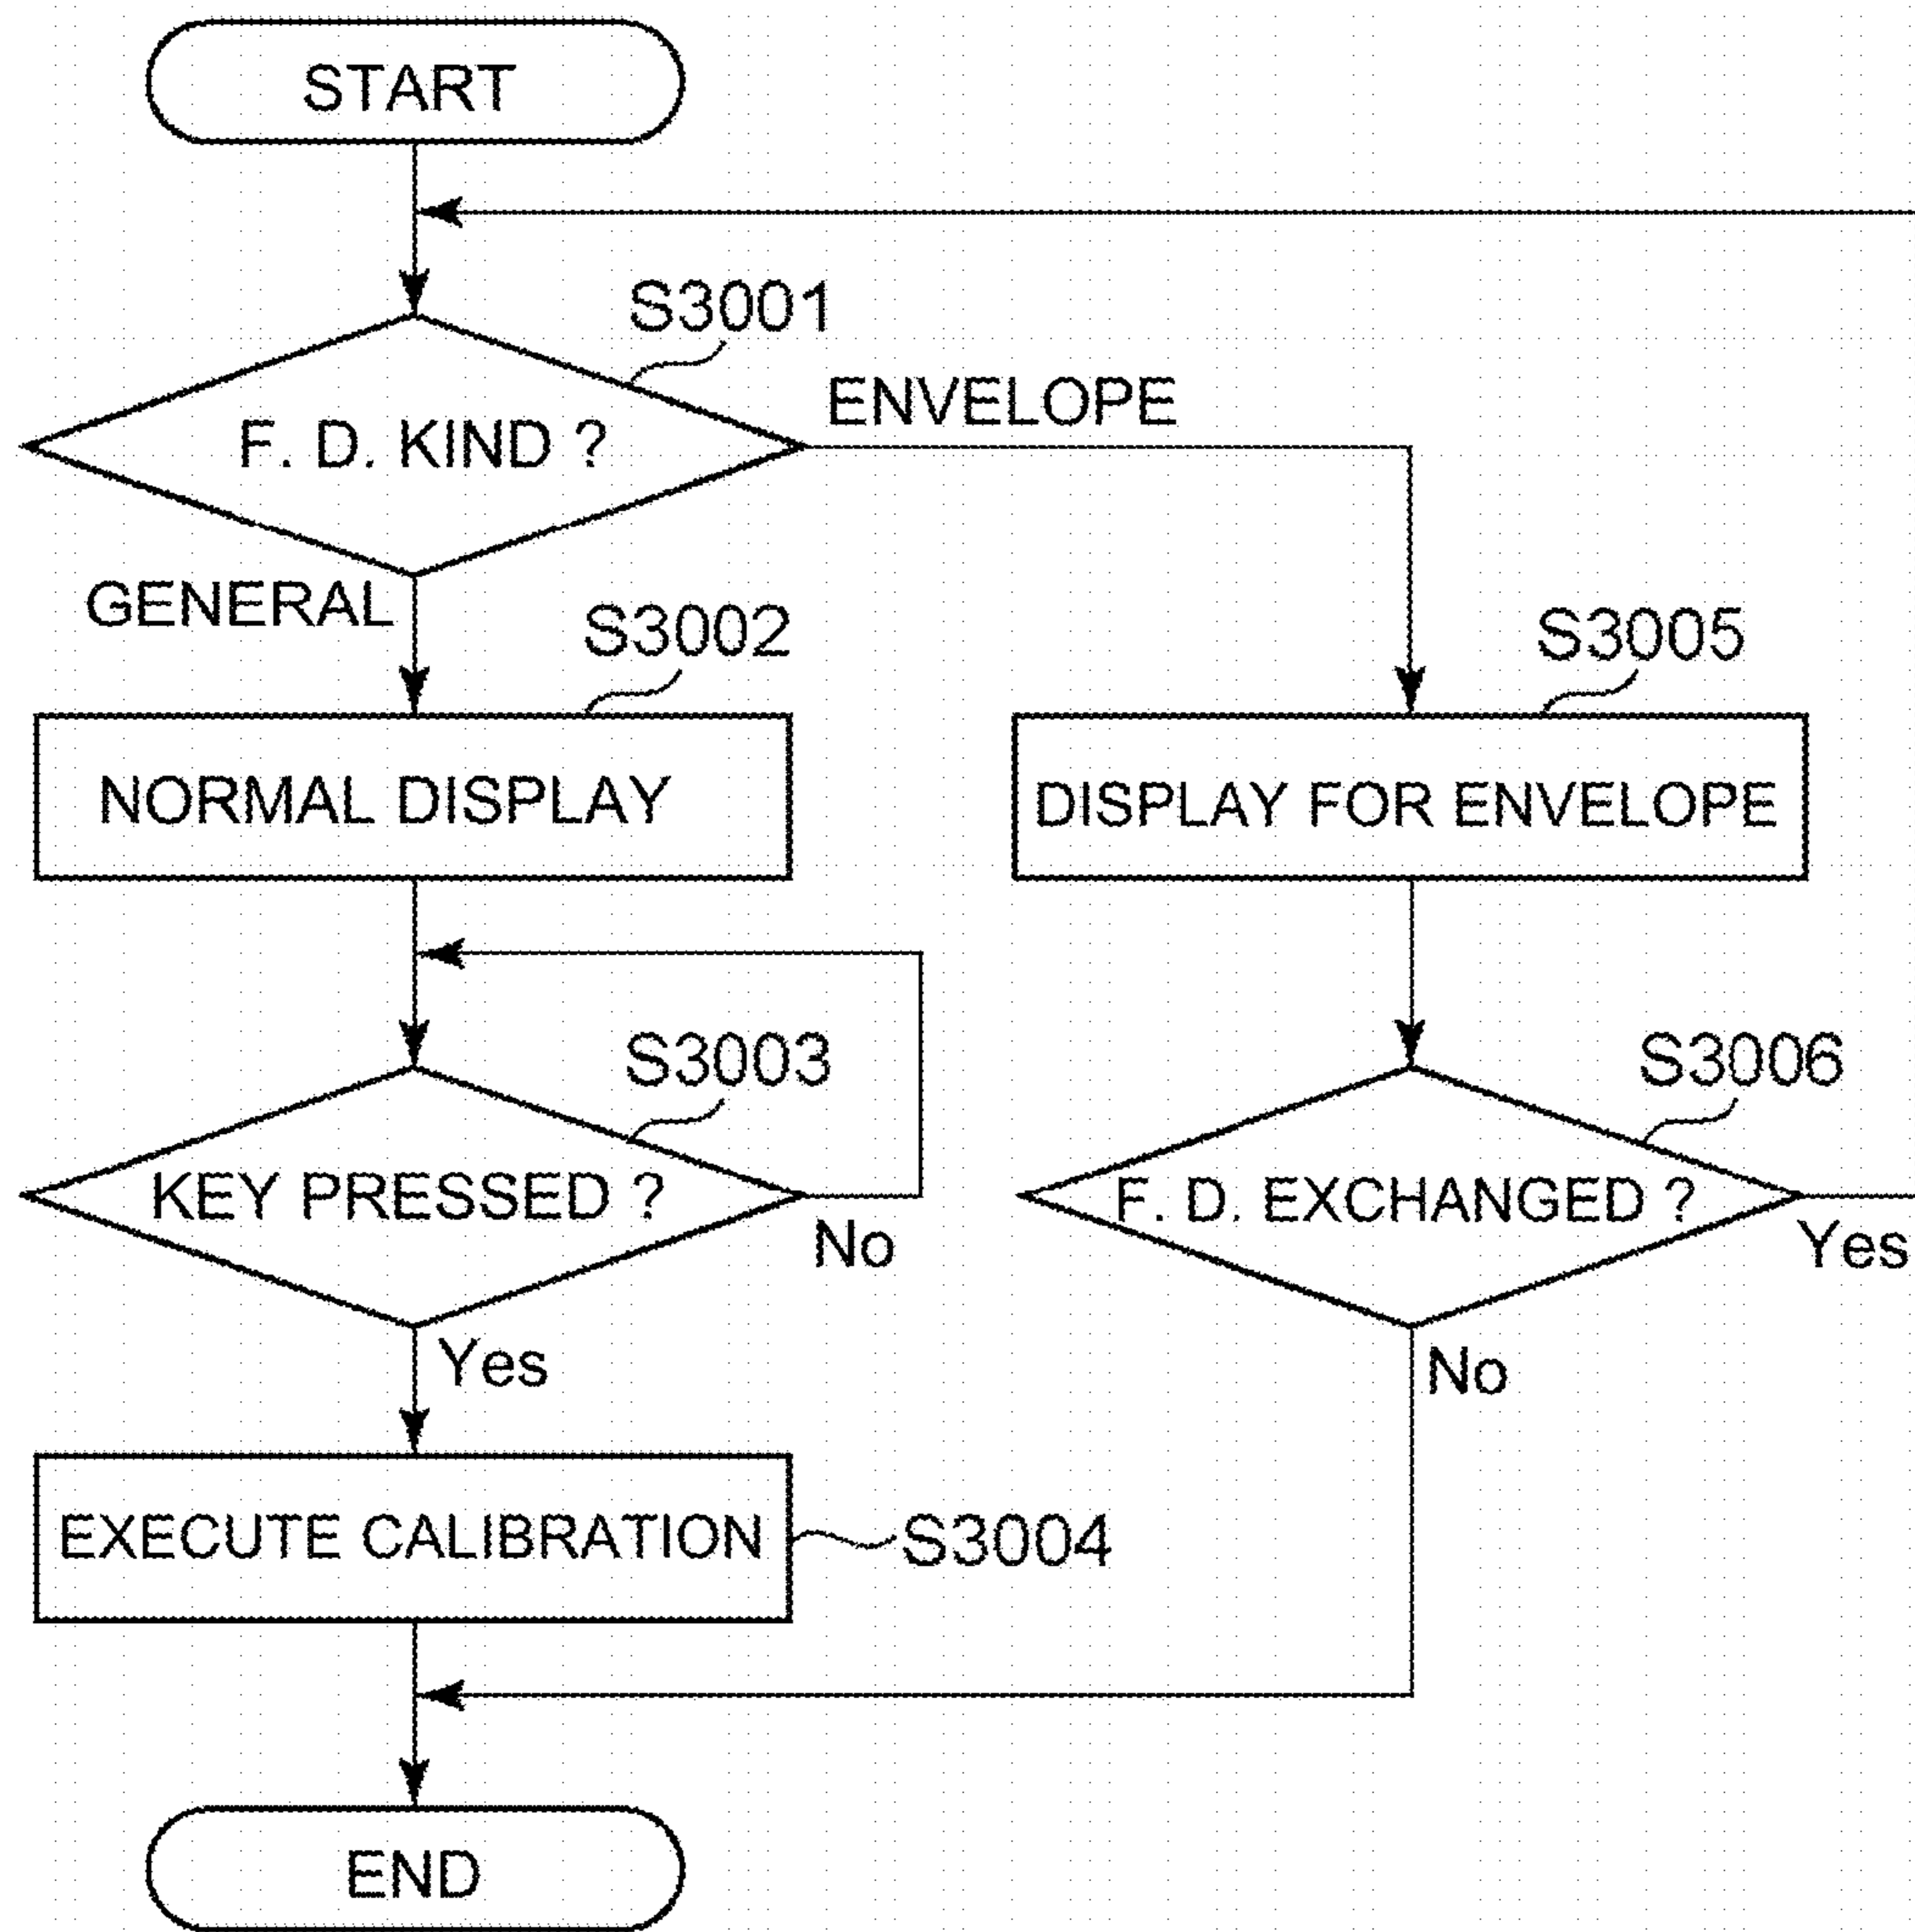 START
S3001
F. D. KIND ?
ENVELOPE
GENERAL
S3002
S3005
NORMAL DISPLAY
DISPLAY FOR ENVELOPE
S3003
S3006
KEY PRESSED ?
No
F. D. EXCHANGED ?
Yes
Yes
No
EXECUTE CALIBRATION
S3004
END